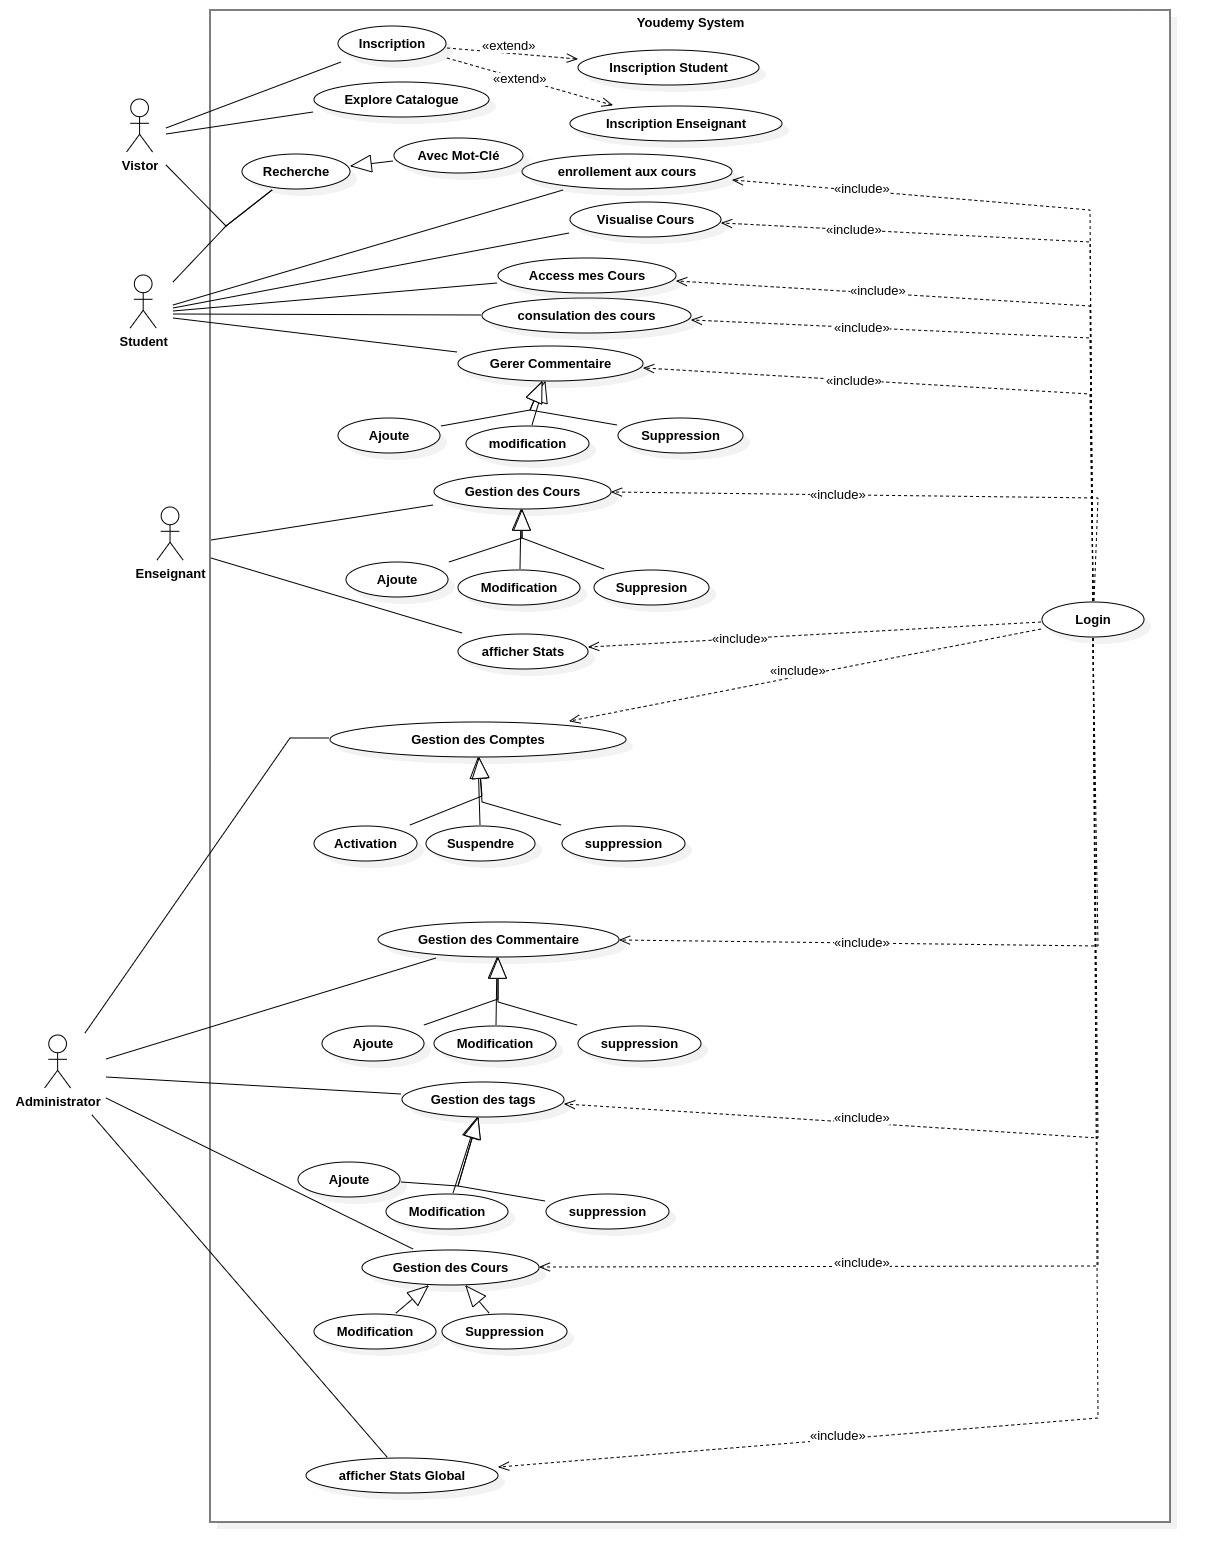 Youdemy System
Inscription
«extend»
Inscription Student
«extend»
Explore Catalogue
Inscription Enseignant
Vistor
Avec Mot-Clé
Recherche
enrollement aux cours
«include»
Visualise Cours
«include»
Access mes Cours
«include»
consulation des cours
«include»
Student
Gerer Commentaire
«include»
Ajoute
modification
Suppression
Gestion des Cours
«include»
Enseignant
Ajoute
Modification
Suppresion
Login
afficher Stats
«include»
«include»
Gestion des Comptes
Activation
Suspendre
suppression
Gestion des Commentaire
«include»
Ajoute
Modification
suppression
Administrator
Gestion des tags
«include»
Ajoute
Modification
suppression
Gestion des Cours
«include»
Modification
Suppression
«include»
afficher Stats Global